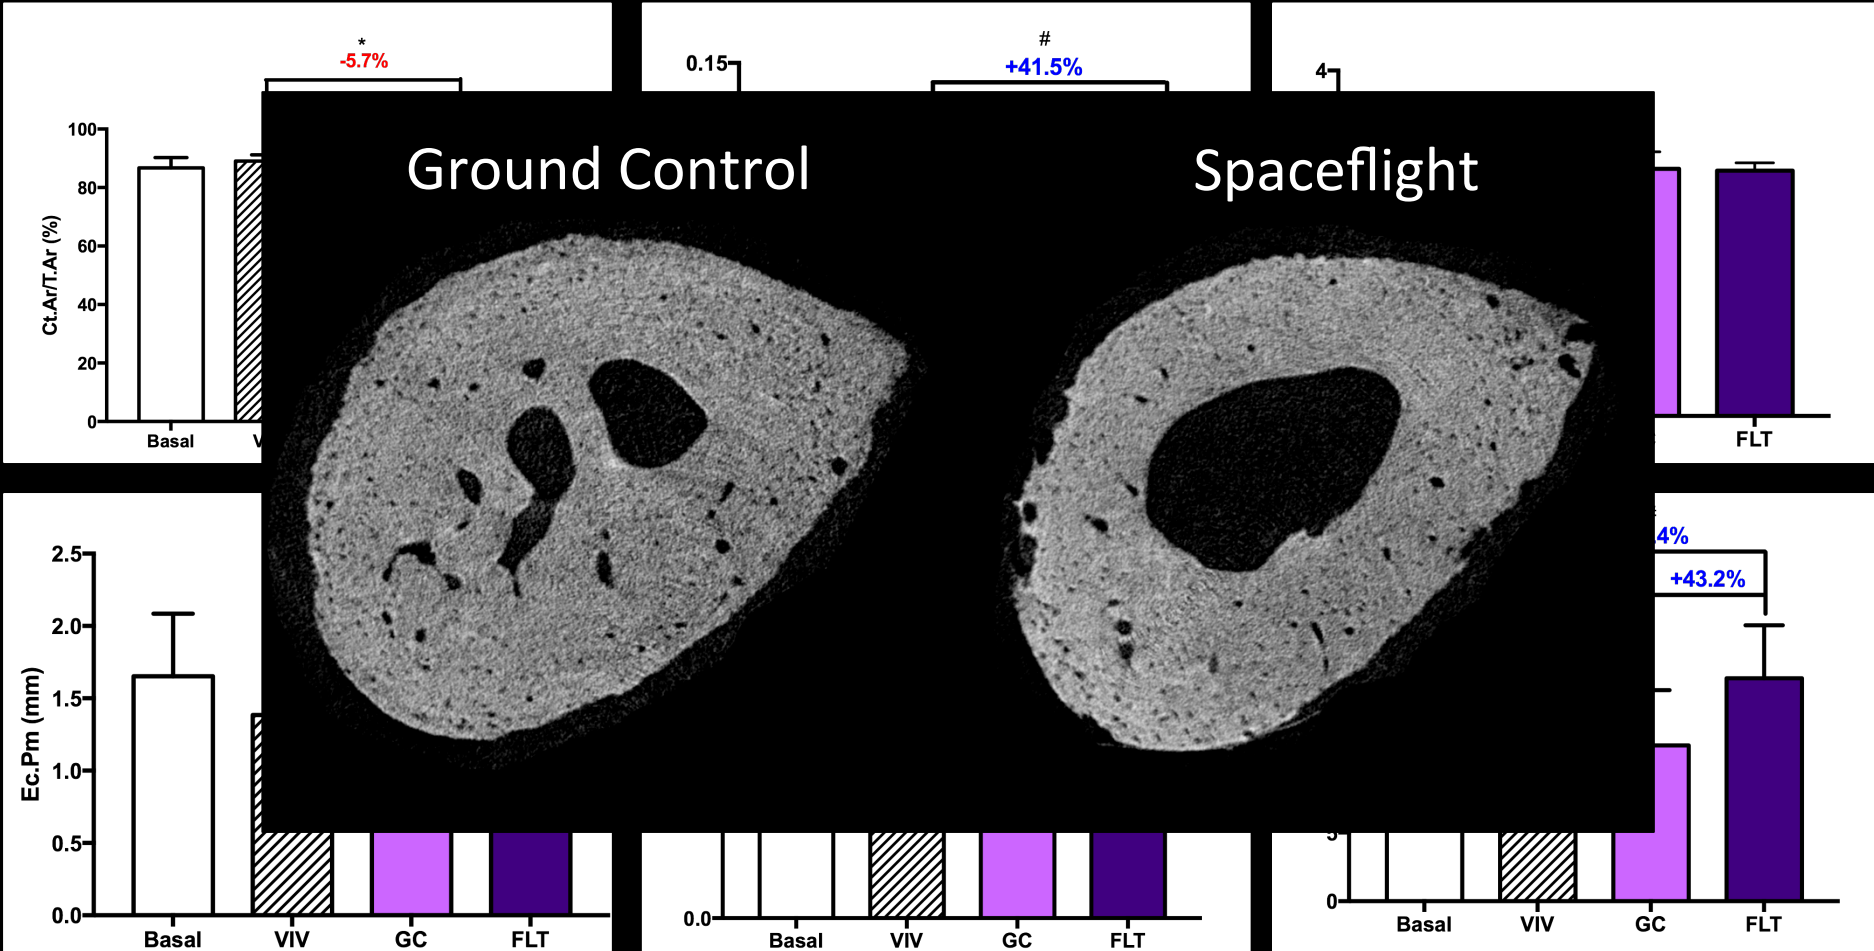 *
-5.7%
100
80
60
40
20
0
Ct.Ar/T.Ar (%)
Basal
V
0.15
#
+41.5%
4
FLT
Ground Control
Spaceflight
2.5
2.0
1.5
1.0
0.5
0.0
Ec.Pm (mm)
Basal
VIV
GC
FLT
0.0
Basal
VIV
GC
FLT
.4%
+43.2%
5
0
Basal
VIV
GC
FLT